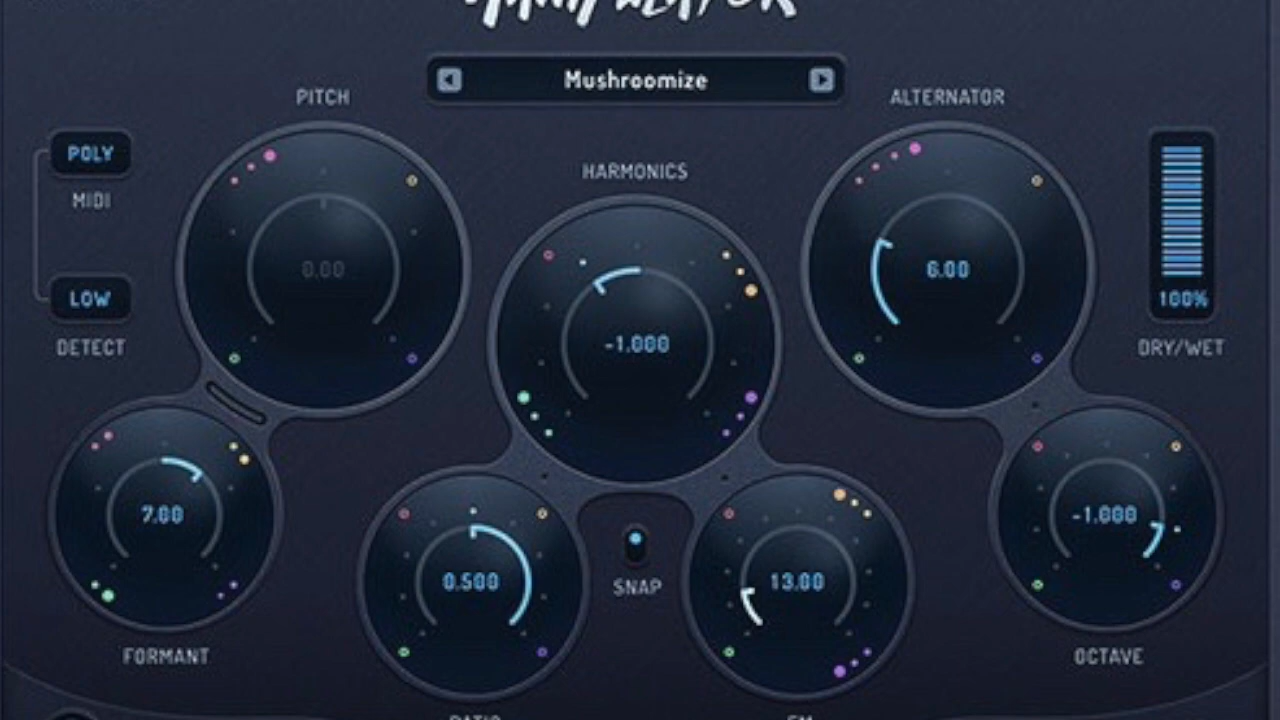 Mushroomize
PITCH
ALTERNATOR
POLY
MIDI
HARMONICS
0.00
6.00
LOW
100%
DETECT
-1.000
DRY/WET
7.00
-1.000
0.500
SNAP
13.00
FORMANT
OCTAVE